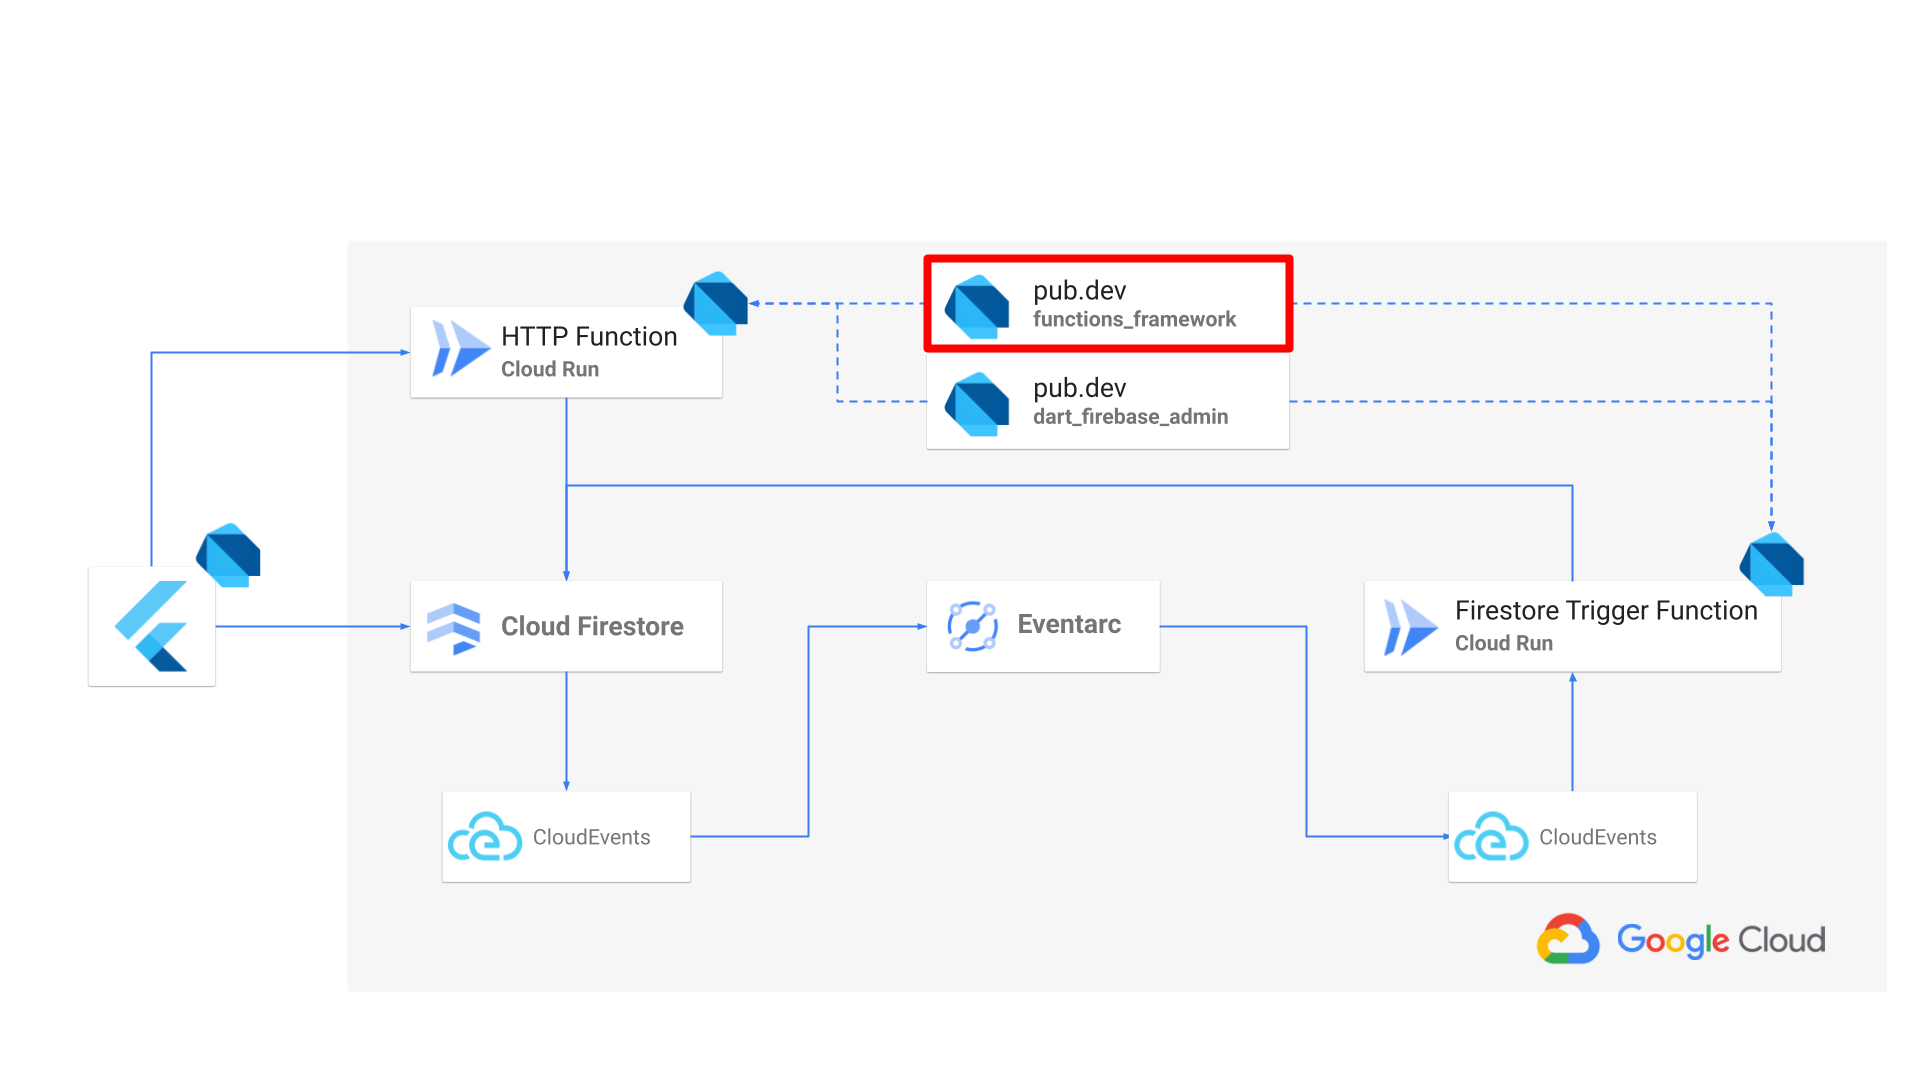 pub.dev
functions_framework
HTTP Function
Cloud Run
pub.dev
dart_firebase_admin
Cloud Firestore
Eventarc
Firestore Trigger Function
Cloud Run
CloudEvents
CloudEvents
Google Cloud